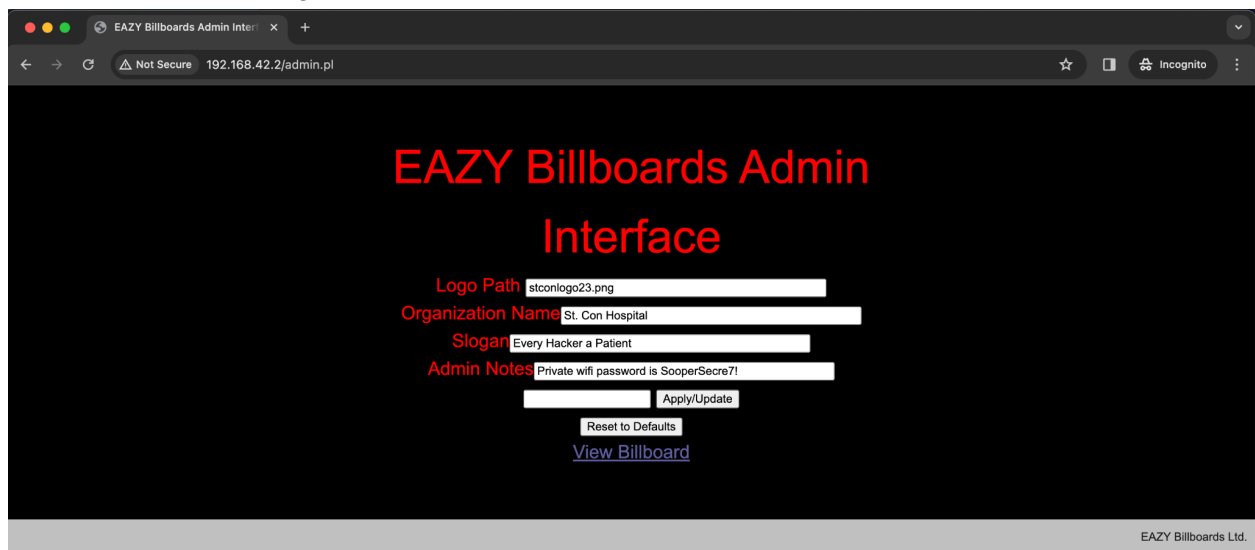 EAZY Billboards Admin Interf
Not Secure 192.168.42.2/admin.pl
Incognito
EAZY Billboards Admin
Interface
Logo Path stconlogo23.png
Organization Name St. Con Hospital
Slogan Every Hacker a Patient
Admin Notes Private wifi password is SooperSecre7!
Apply/Update
Reset to Defaults
View Billboard
EAZY Billboards Ltd.